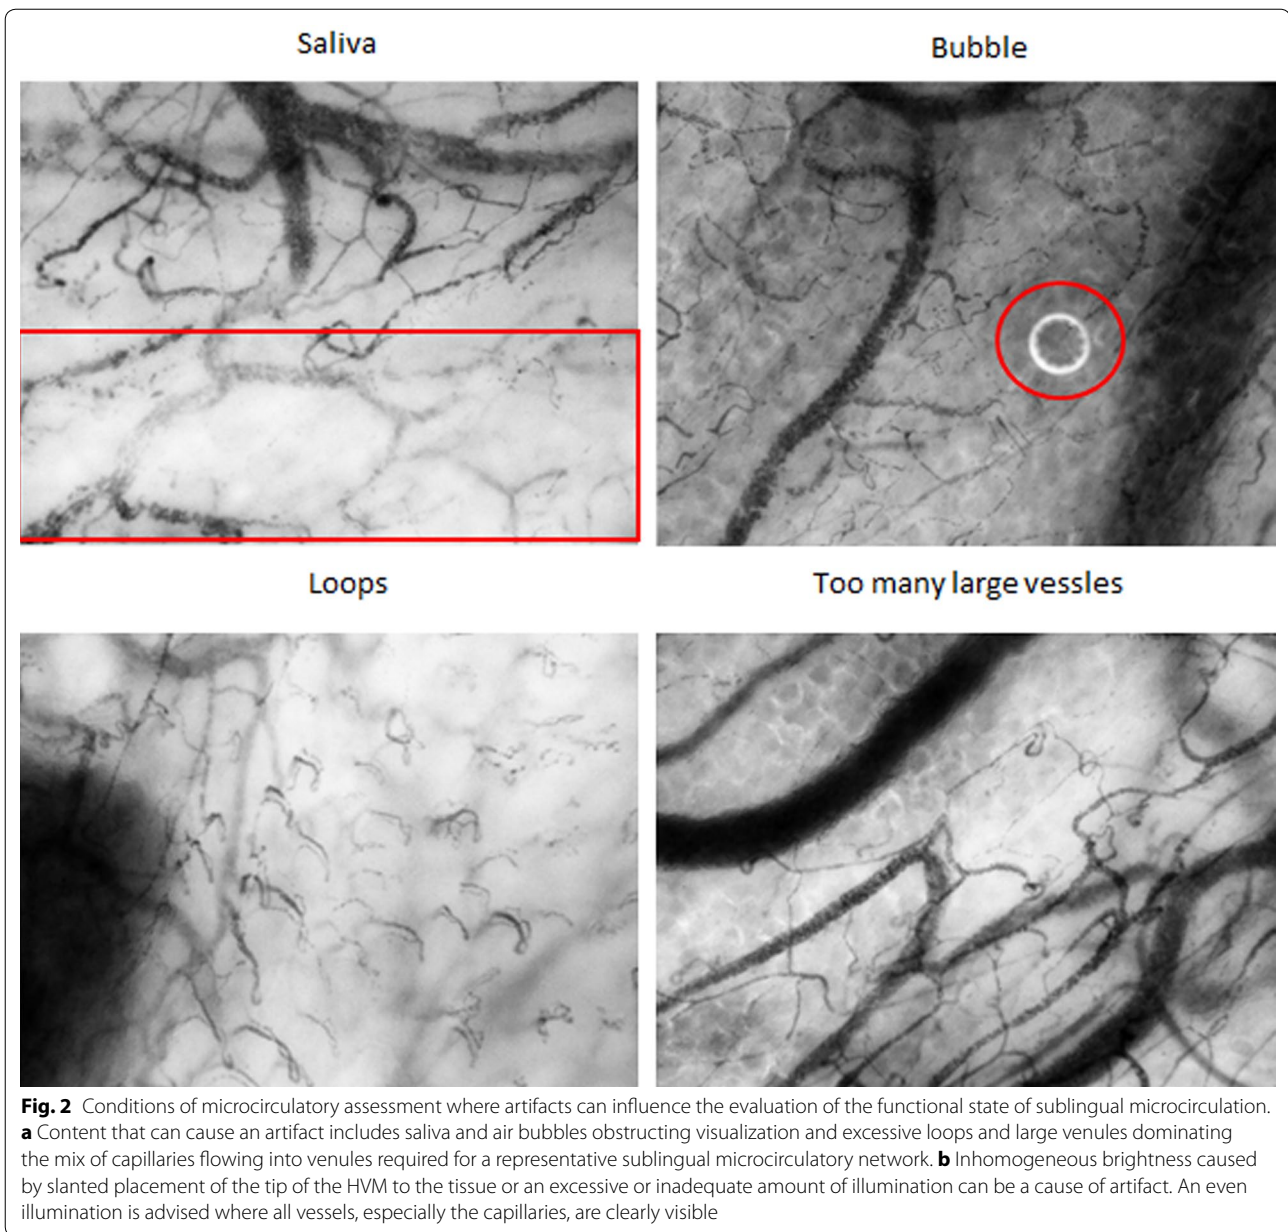 Saliva
Bubble
Loops
Too many large vessles
Fig. 2 Conditions of microcirculatory assessment where artifacts can influence the evaluation of the functional state of sublingual microcirculation.
a Content that can cause an artifact includes saliva and air bubbles obstructing visualization and excessive loops and large venules dominating
the mix of capillaries flowing into venules required for a representative sublingual microcirculatory network. b Inhomogeneous brightness caused
by slanted placement of the tip of the HVM to the tissue or an excessive or inadequate amount of illumination can be a cause of artifact. An even
illumination is advised where all vessels, especially the capillaries, are clearly visible